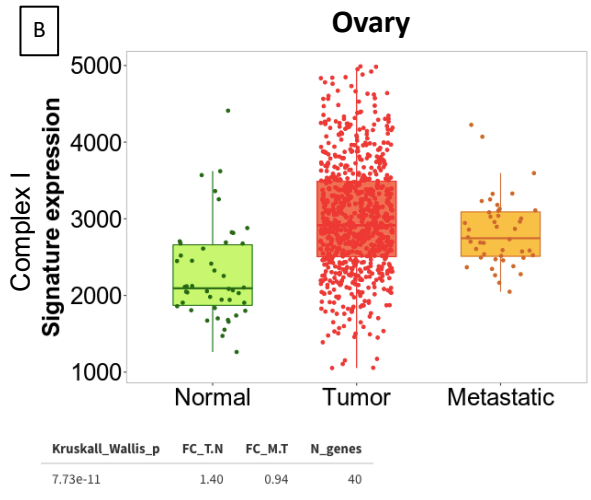 B
Ovary
Complex I
Signature expression
5000
4000
3000
2000
1000
Normal Tumor Metastatic
Kruskall_Wallis_p FC_T.N FC_M.T N_genes
7.73e-11 1.40 0.94 40